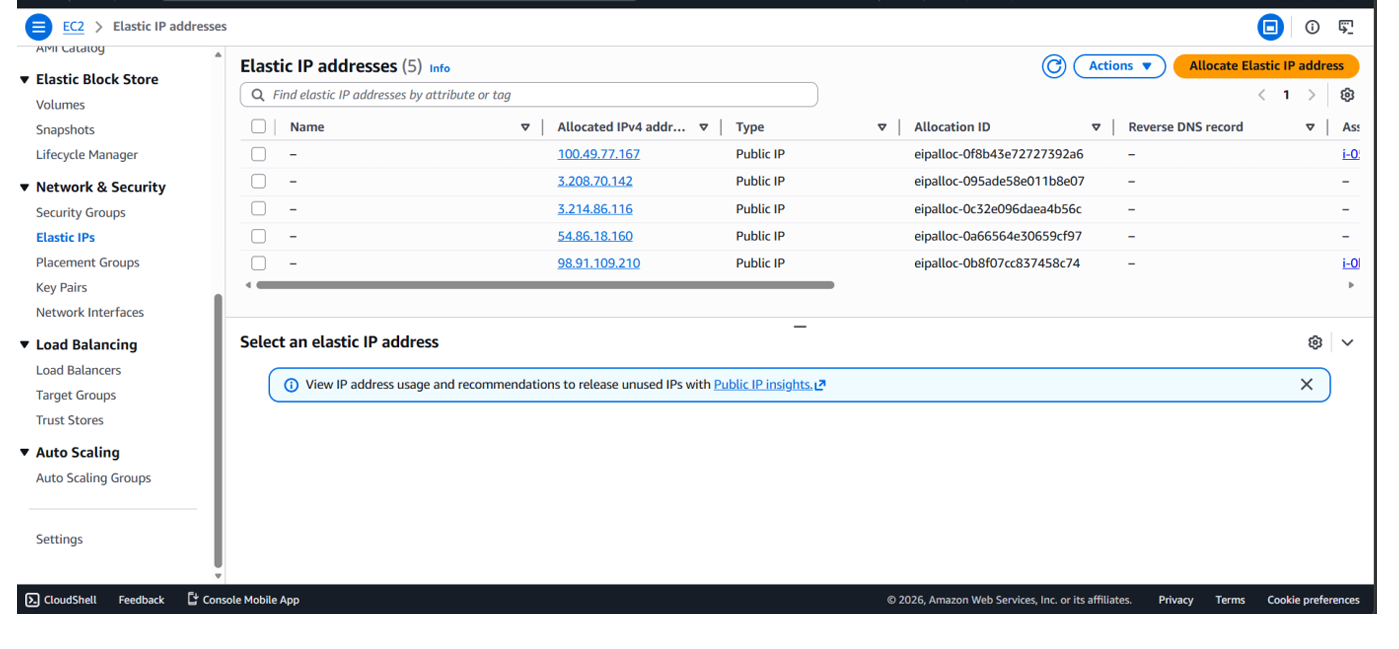 EC2 > Elastic IP addresses
AMI Catalog
Elastic Block Store
Volumes
Snapshots
Lifecycle Manager
Network & Security
Security Groups
Elastic IPs
Placement Groups
Key Pairs
Network Interfaces
Load Balancing
Load Balancers
Target Groups
Trust Stores
Auto Scaling
Auto Scaling Groups
Settings
Elastic IP addresses (5) Info
Actions
Allocate Elastic IP address
Find elastic IP addresses by attribute or tag
1
Name Allocated IPv4 addr... Type Allocation ID Reverse DNS record Ass
– 100.49.77.167 Public IP eipalloc-0f8b43e72727392a6 – i-0
– 3.208.70.142 Public IP eipalloc-095ade58e011b8e07 – –
– 3.214.86.116 Public IP eipalloc-0c32e096daea4b56c – –
– 54.86.18.160 Public IP eipalloc-0a66564e30659cf97 – –
– 98.91.109.210 Public IP eipalloc-0b8f07cc837458c74 – i-0
Select an elastic IP address
View IP address usage and recommendations to release unused IPs with Public IP insights.
CloudShell Feedback Console Mobile App © 2026, Amazon Web Services, Inc. or its affiliates. Privacy Terms Cookie preferences